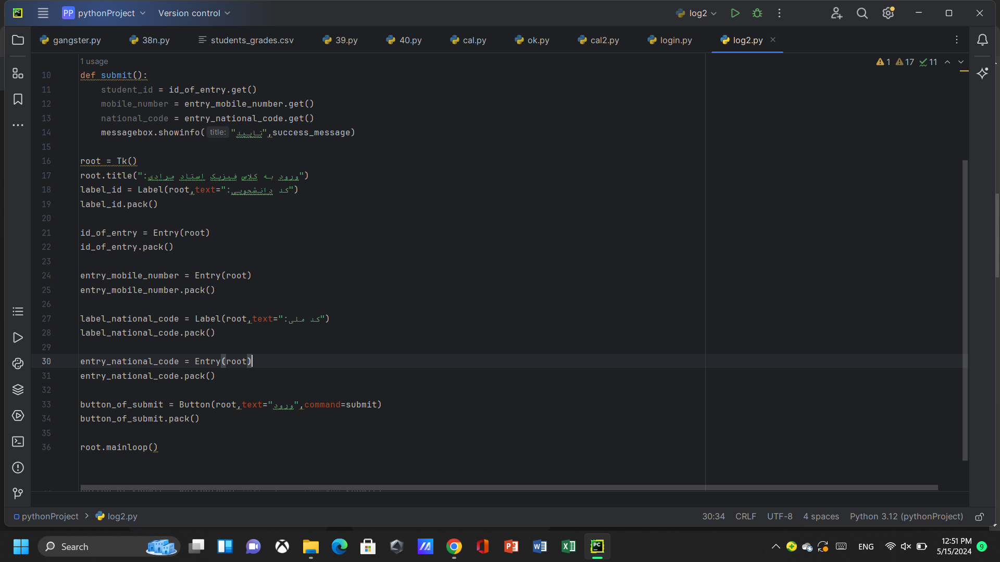 PP pythonProject Version control log2
gangster.py 38n.py students_grades.csv 39.py 40.py cal.py ok.py cal2.py login.py log2.py
1 usage
1 17 11
10 def submit():
11 student_id = id_of_entry.get()
12 mobile_number = entry_mobile_number.get()
13 national_code = entry_national_code.get()
14 messagebox.showinfo( title: "تایید",success_message)
15
16 root = Tk()
17 root.title("ورود به کلاس فیزیک استاد مرادی:")
18 label_id = Label(root,text="کد دانشجویی:")
19 label_id.pack()
20
21 id_of_entry = Entry(root)
22 id_of_entry.pack()
23
24 entry_mobile_number = Entry(root)
25 entry_mobile_number.pack()
26
27 label_national_code = Label(root,text="کد ملی:")
28 label_national_code.pack()
29
30 entry_national_code = Entry(root)
31 entry_national_code.pack()
32
33 button_of_submit = Button(root,text="ورود",command=submit)
34 button_of_submit.pack()
35
36 root.mainloop()
pythonProject > log2.py 30:34 CRLF UTF-8 4 spaces Python 3.12 (pythonProject)
Search ENG 12:51 PM
5/15/2024 9